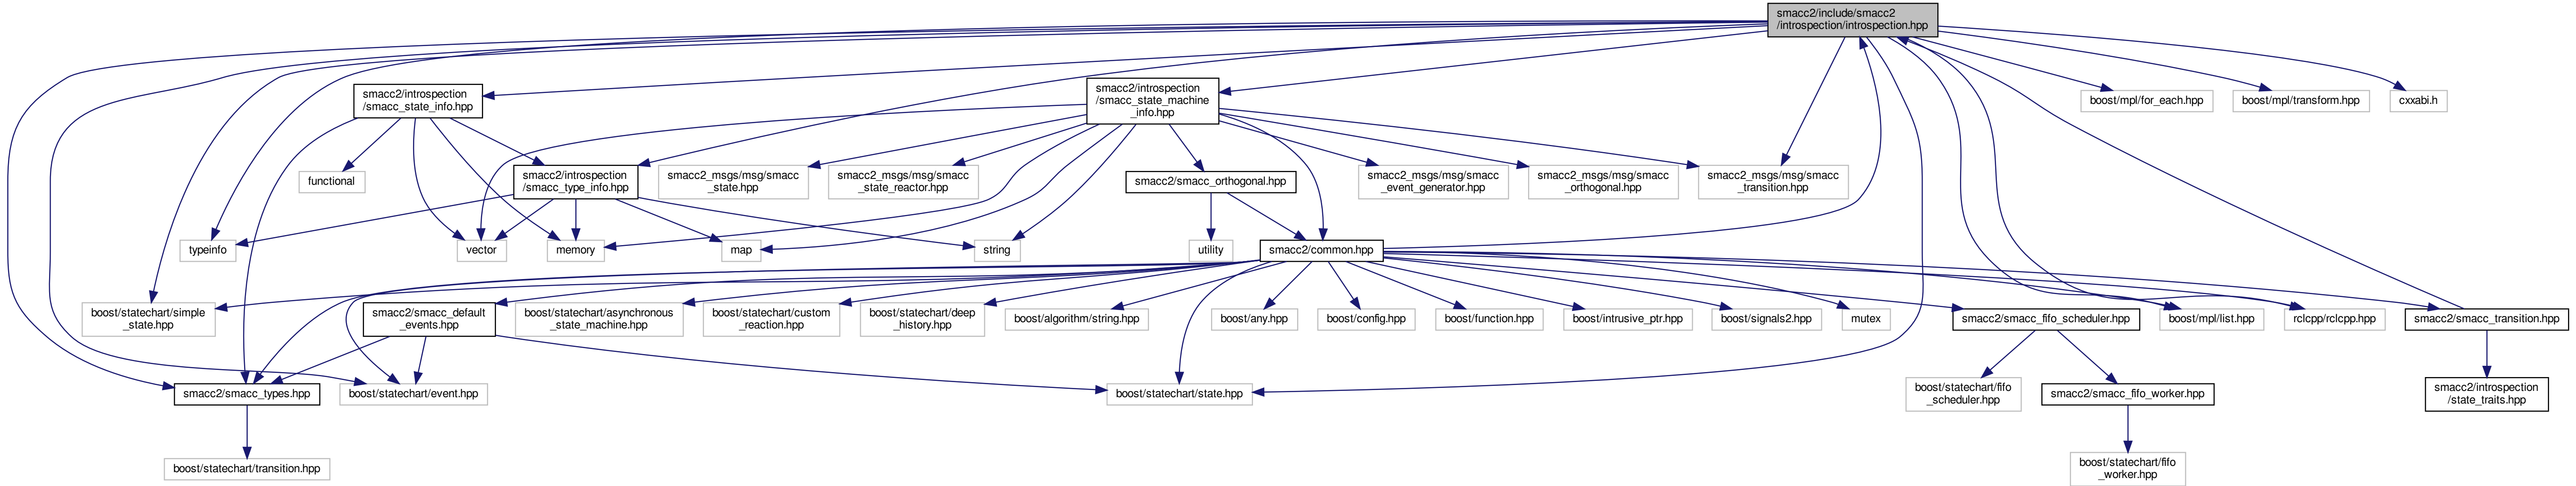 smacc2/include/smacc2
/introspection/introspection.hpp
smacc2/introspection
/smacc_state_info.hpp
smacc2/introspection
/smacc_state_machine
_info.hpp
boost/mpl/for_each.hpp
boost/mpl/transform.hpp
cxxabi.h
functional
smacc2/introspection
/smacc_type_info.hpp
smacc2_msgs/msg/smacc
_state.hpp
smacc2_msgs/msg/smacc
_state_reactor.hpp
smacc2/smacc_orthogonal.hpp
smacc2_msgs/msg/smacc
_event_generator.hpp
smacc2_msgs/msg/smacc
_orthogonal.hpp
smacc2_msgs/msg/smacc
_transition.hpp
typeinfo
vector
memory
map
string
utility
smacc2/common.hpp
boost/statechart/simple
_state.hpp
smacc2/smacc_default
_events.hpp
boost/statechart/asynchronous
_state_machine.hpp
boost/statechart/custom
_reaction.hpp
boost/statechart/deep
_history.hpp
boost/algorithm/string.hpp
boost/any.hpp
boost/config.hpp
boost/function.hpp
boost/intrusive_ptr.hpp
boost/signals2.hpp
mutex
smacc2/smacc_fifo_scheduler.hpp
boost/mpl/list.hpp
rclcpp/rclcpp.hpp
smacc2/smacc_transition.hpp
smacc2/smacc_types.hpp
boost/statechart/event.hpp
boost/statechart/state.hpp
boost/statechart/fifo
_scheduler.hpp
smacc2/smacc_fifo_worker.hpp
smacc2/introspection
/state_traits.hpp
boost/statechart/transition.hpp
boost/statechart/fifo
_worker.hpp